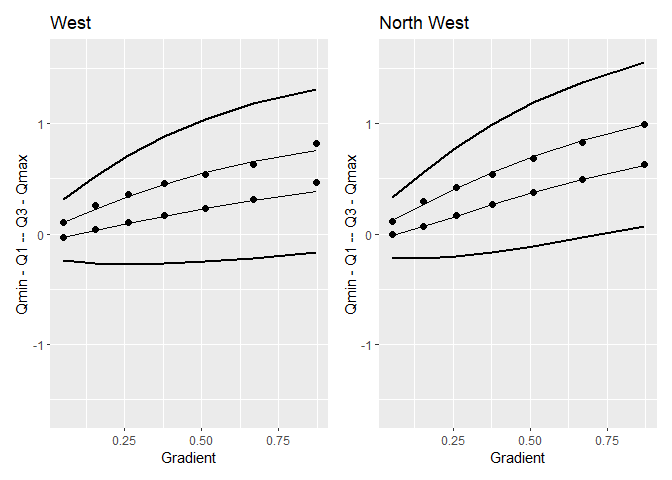 West
Qmin - Q1 -- Q3 - Qmax
1
0
-1
0.25 0.50 0.75
Gradient
North West
Qmin - Q1 -- Q3 - Qmax
1
0
-1
0.25 0.50 0.75
Gradient